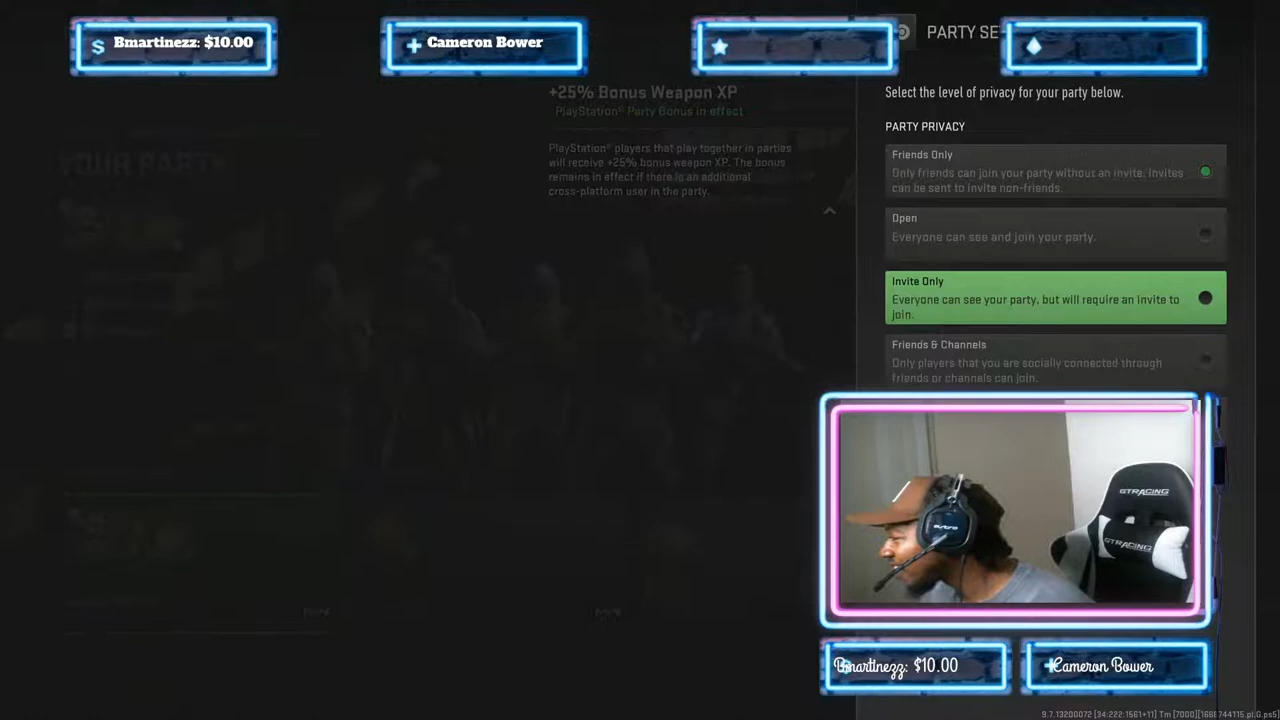 Bmartinezz: $10.00
Cameron Bower
PARTY SE
+25% Bonus Weapon XP
PlayStation® Party Bonus in effect
PlayStation® players that play together in parties
will receive +25% bonus weapon XP. The bonus
remains in effect if there is an additional
cross-platform user in the party.
YOUR PARTY
Select the level of privacy for your party below.
PARTY PRIVACY
Friends Only
Only friends can join your party without an invite. Invites
can be sent to invite non-friends.
Open
Everyone can see and join your party.
Invite Only
Everyone can see your party, but will require an invite to
join.
Friends & Channels
Only players that you are socially connected through
friends or channels can join.
GTRACING
GTRACING
astro
Bmartinezz: $10.00
Cameron Bower